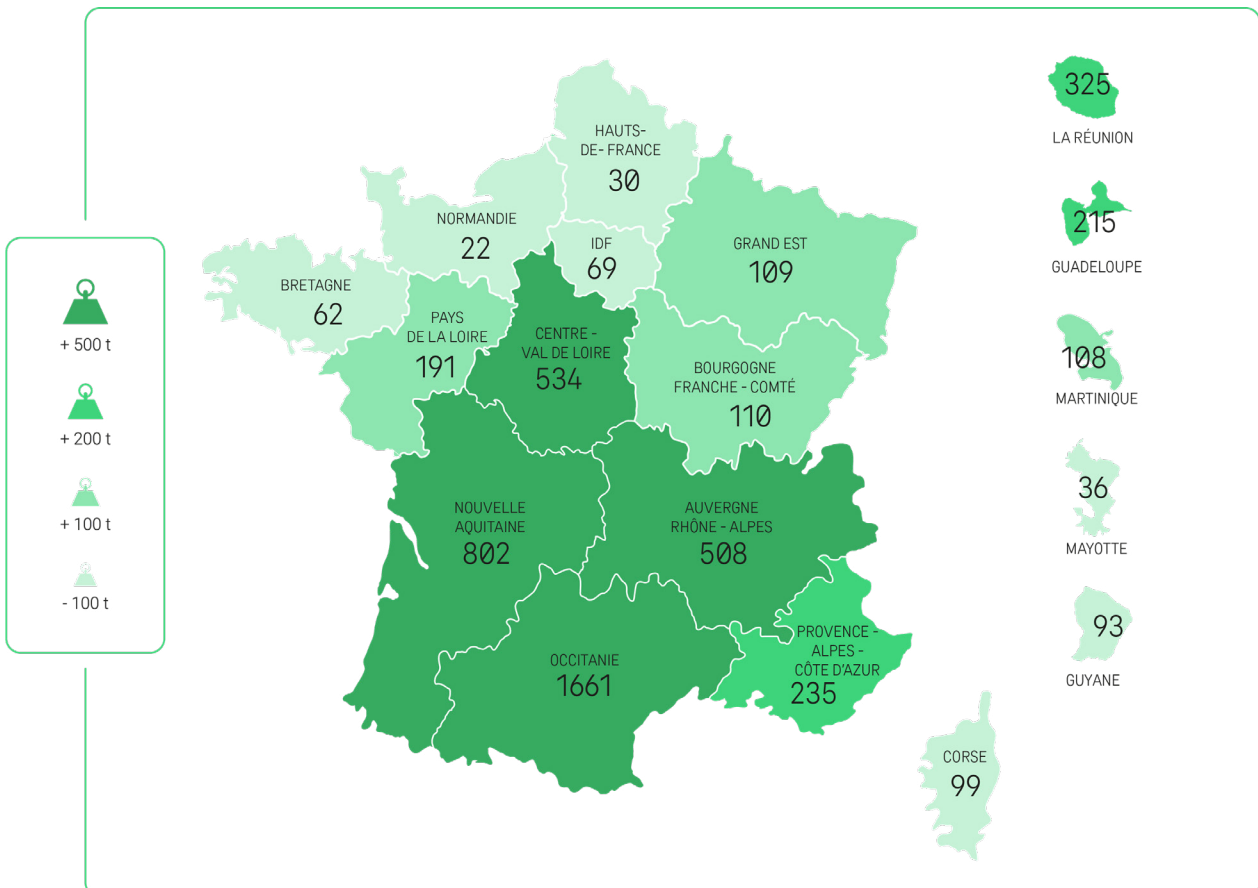 + 500 t
+ 200 t
+ 100 t
- 100 t
HAUTS-
DE- FRANCE
30
NORMANDIE
22
IDF
69
GRAND EST
109
BRETAGNE
62
PAYS
DE LA LOIRE
191
CENTRE -
VAL DE LOIRE
534
BOURGOGNE
FRANCHE - COMTÉ
110
NOUVELLE
AQUITAINE
802
AUVERGNE
RHÔNE - ALPES
508
OCCITANIE
1661
PROVENCE -
ALPES -
CÔTE D'AZUR
235
CORSE
99
325
LA RÉUNION
215
GUADELOUPE
108
MARTINIQUE
36
MAYOTTE
93
GUYANE